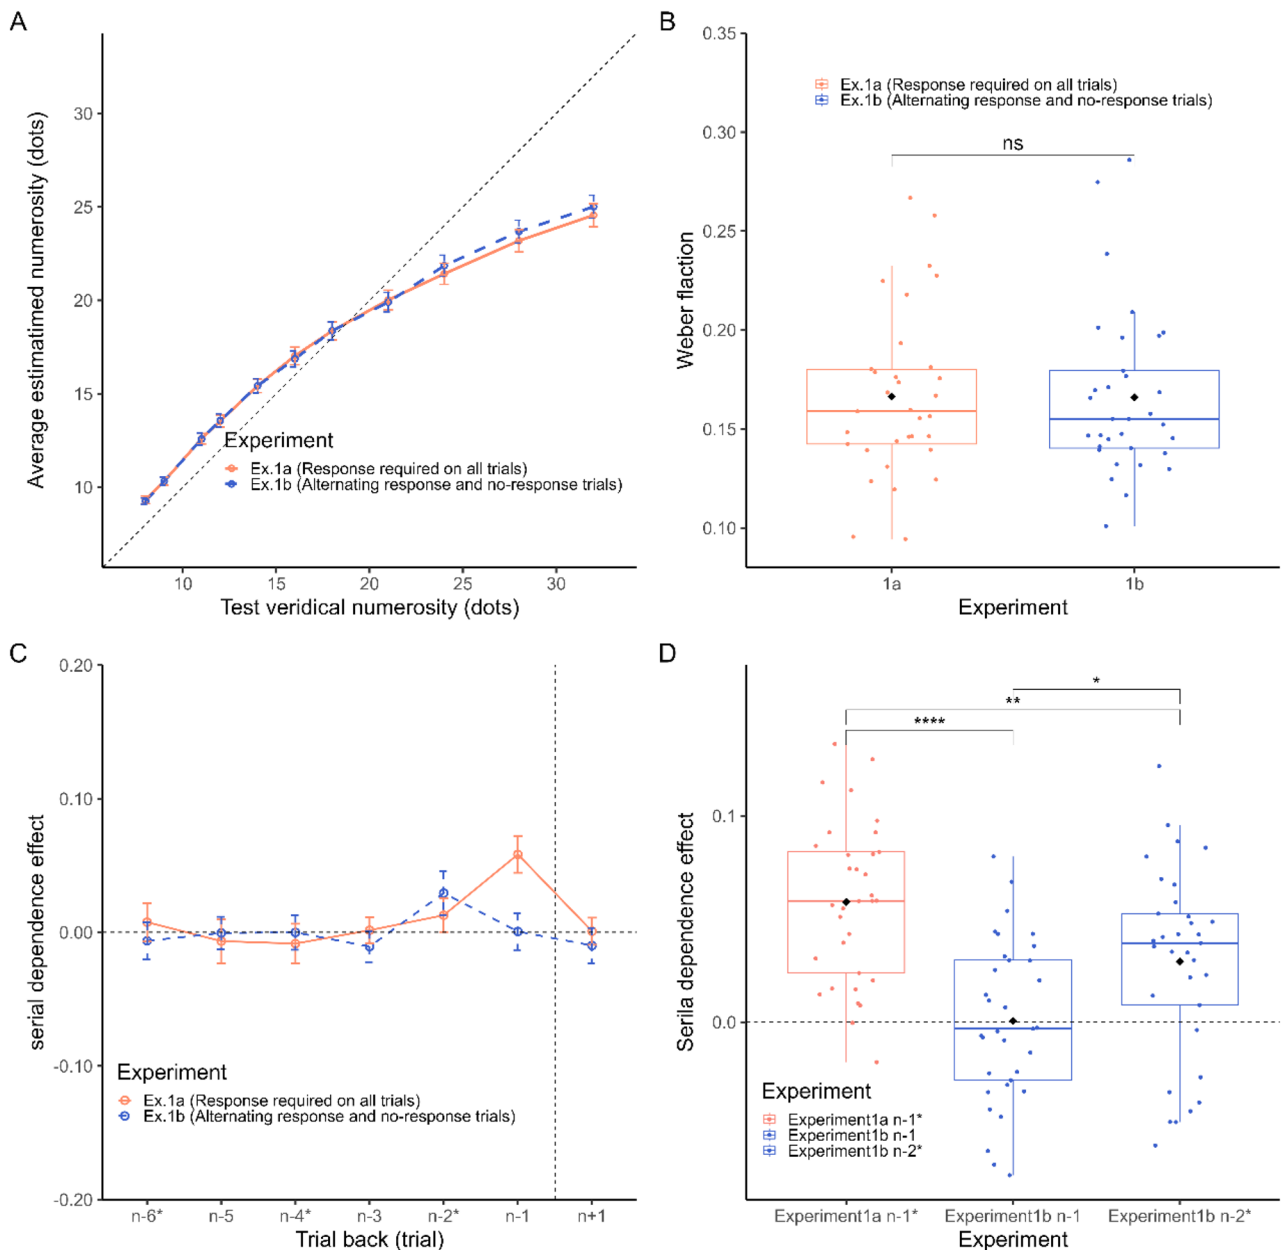 A
Average estimatimed numerosity (dots)
30
25
20
15
10
Experiment
Ex.1a (Response required on all trials)
Ex.1b (Alternating response and no-response trials)
10
15
20
25
30
Test veridical numerosity (dots)
B
Weber flaction
0.35
0.30
0.25
0.20
0.15
0.10
Ex.1a (Response required on all trials)
Ex.1b (Alternating response and no-response trials)
ns
1a
1b
Experiment
C
serial dependence effect
0.20
0.10
0.00
-0.10
-0.20
Experiment
Ex.1a (Response required on all trials)
Ex.1b (Alternating response and no-response trials)
n-6*
n-5
n-4*
n-3
n-2*
n-1
n+1
Trial back (trial)
D
Serila dependence effect
0.1
0.0
*
**
****
Experiment
Experiment1a n-1*
Experiment1b n-1
Experiment1b n-2*
Experiment1a n-1*
Experiment1b n-1
Experiment1b n-2*
Experiment